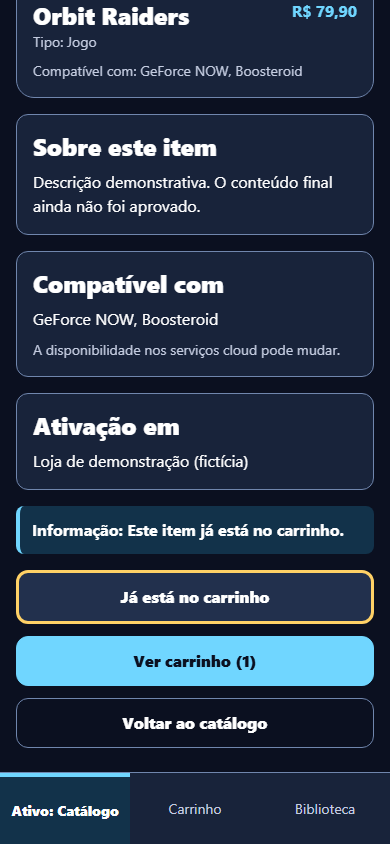 Orbit Raiders
R$ 79,90
Tipo: Jogo
Compatível com: GeForce NOW, Boosteroid
Sobre este item
Descrição demonstrativa. O conteúdo final
ainda não foi aprovado.
Compatível com
GeForce NOW, Boosteroid
A disponibilidade nos serviços cloud pode mudar.
Ativação em
Loja de demonstração (fictícia)
Informação: Este item já está no carrinho.
Já está no carrinho
Ver carrinho (1)
Voltar ao catálogo
Ativo: Catálogo
Carrinho
Biblioteca